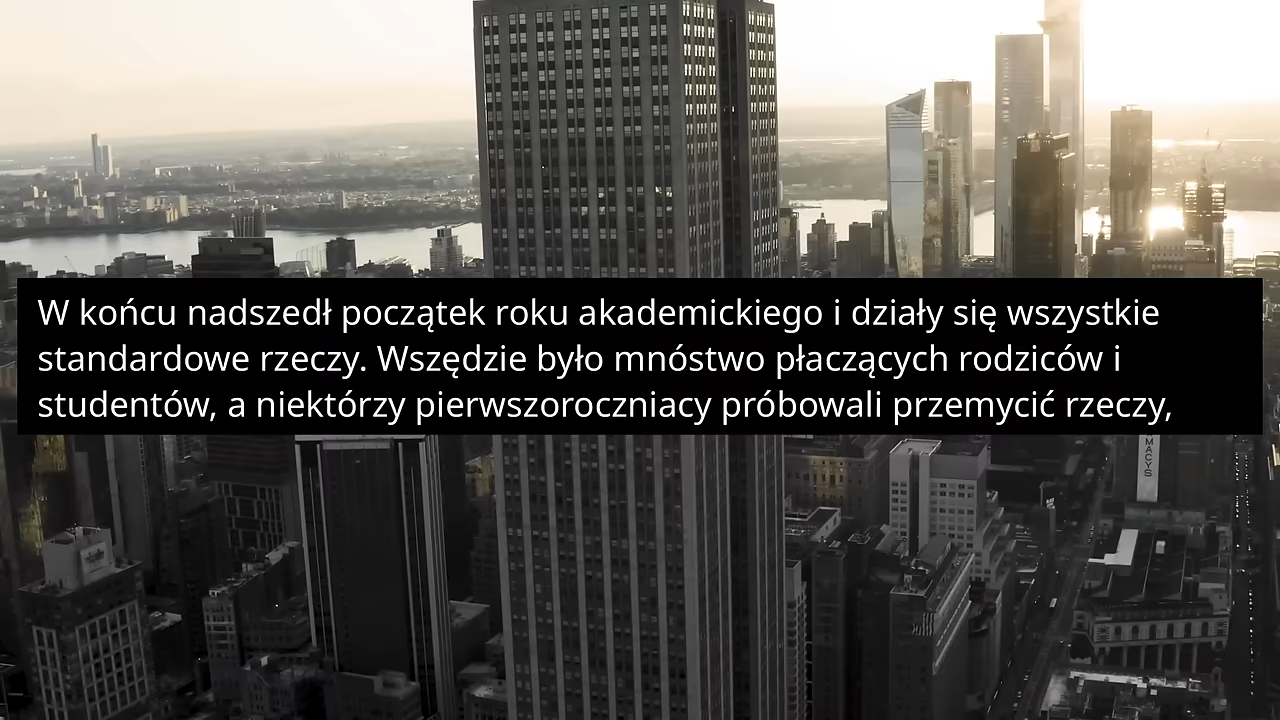 W końcu nadszedł początek roku akademickiego i działy się wszystkie
standardowe rzeczy. Wszędzie było mnóstwo płaczących rodziców i
studentów, a niektórzy pierwszoroczniacy próbowali przemycić rzeczy,
MACYS